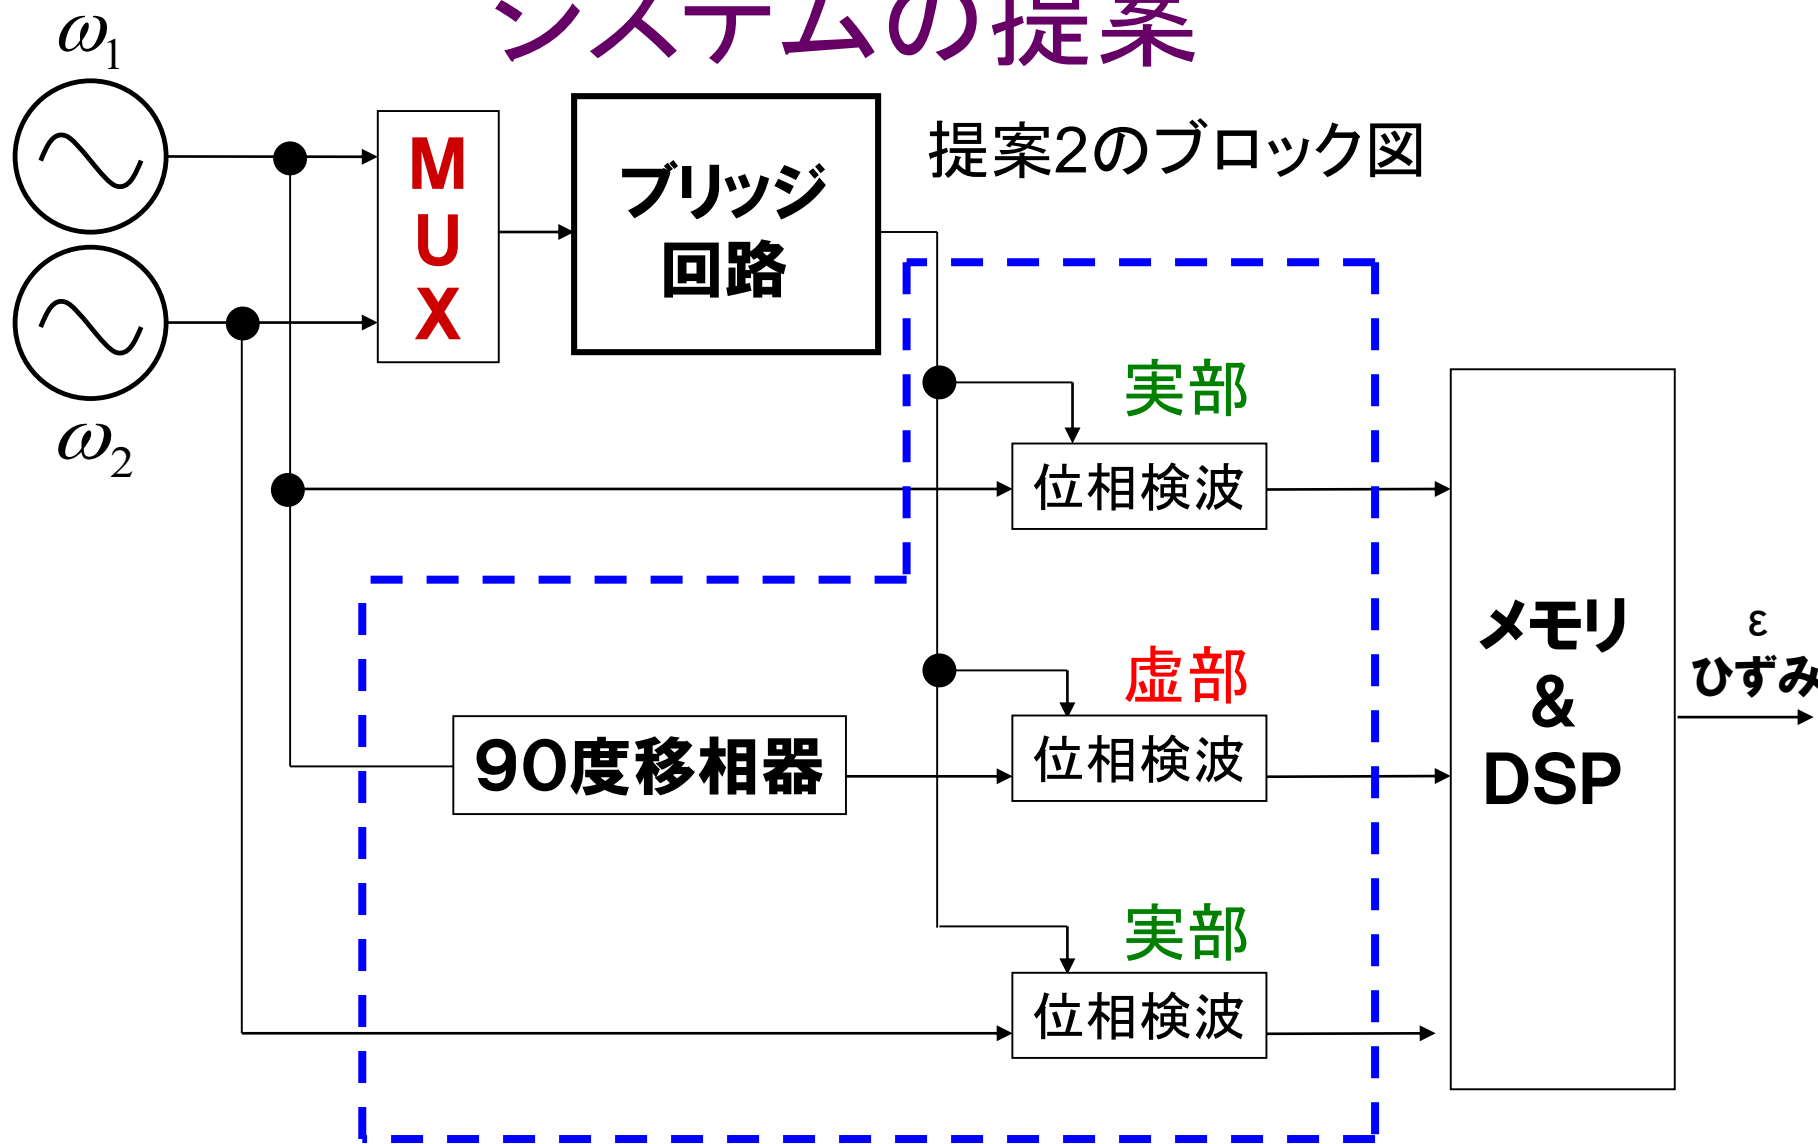 システムの提案
ω1
提案2のブロック図
M
U
X
ブリッジ
回路
ω2
実部
位相検波
虚部
90度移相器
位相検波
実部
位相検波
メモリ
&
DSP
ε
ひずみ